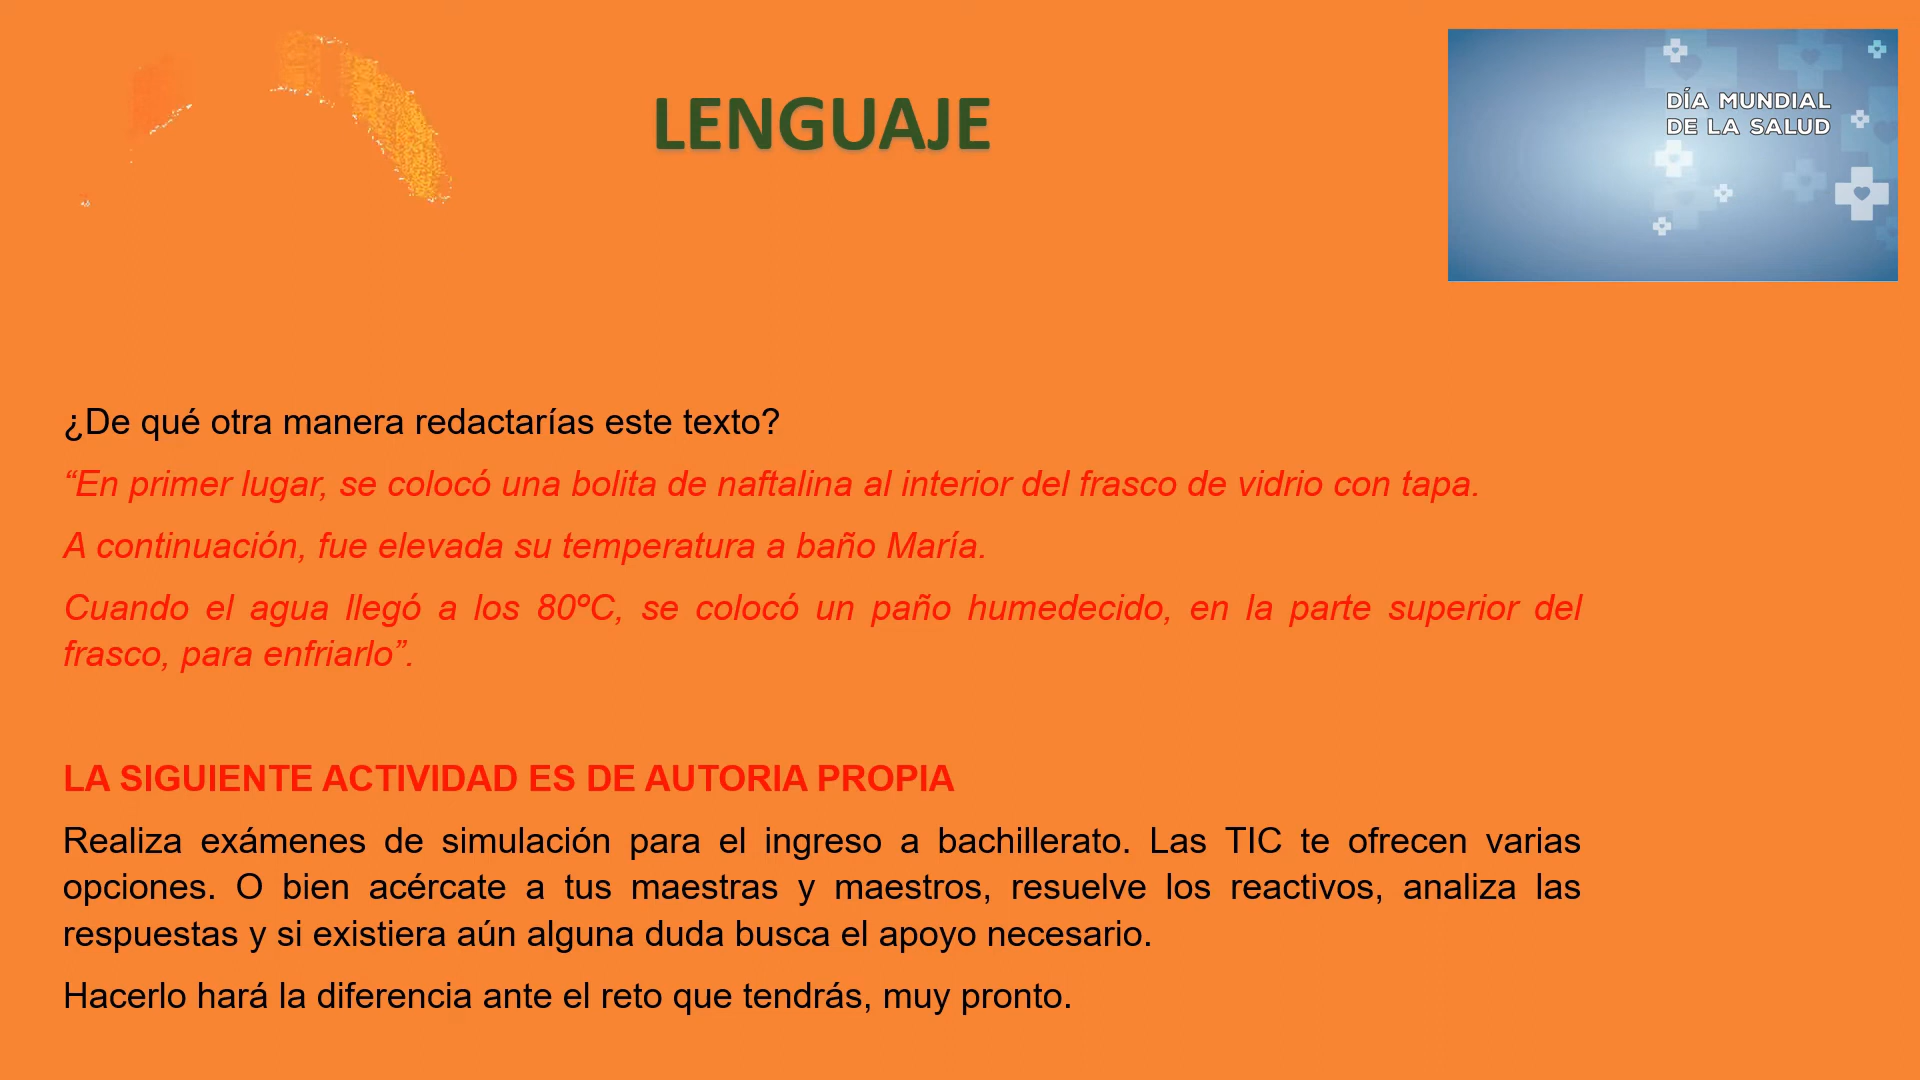 LENGUAJE
DÍA MUNDIAL
DE LA SALUD
¿De qué otra manera redactarías este texto?
“En primer lugar, se colocó una bolita de naftalina al interior del frasco de vidrio con tapa.
A continuación, fue elevada su temperatura a baño María.
Cuando el agua llegó a los 80ºC, se colocó un paño humedecido, en la parte superior del
frasco, para enfriarlo”.
LA SIGUIENTE ACTIVIDAD ES DE AUTORIA PROPIA
Realiza exámenes de simulación para el ingreso a bachillerato. Las TIC te ofrecen varias
opciones. O bien acércate a tus maestras y maestros, resuelve los reactivos, analiza las
respuestas y si existiera aún alguna duda busca el apoyo necesario.
Hacerlo hará la diferencia ante el reto que tendrás, muy pronto.